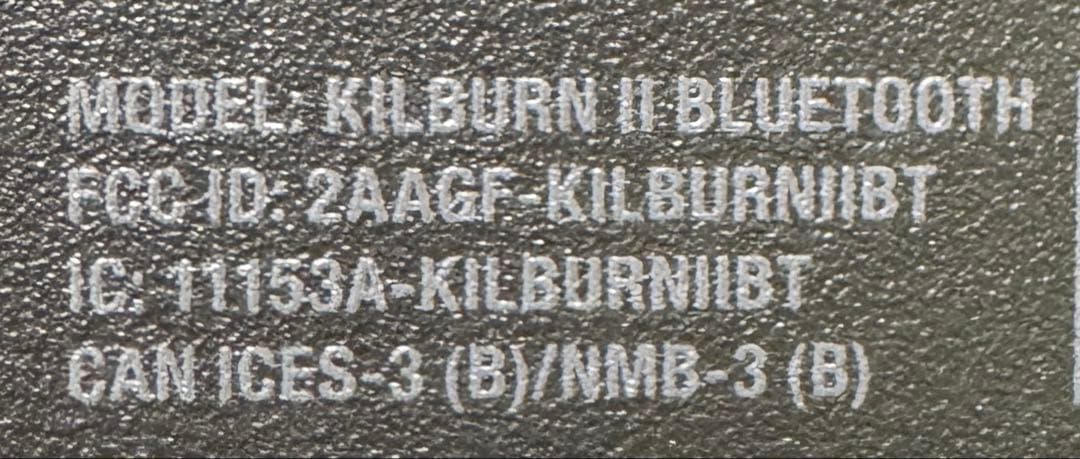 MODEL: KILBURN II BLUETOOTH
FCC ID: 2AAGF-KILBURNIIBT
IC: 11153A-KILBURNIIBT
CAN ICES-3 (B)/NMB-3 (B)